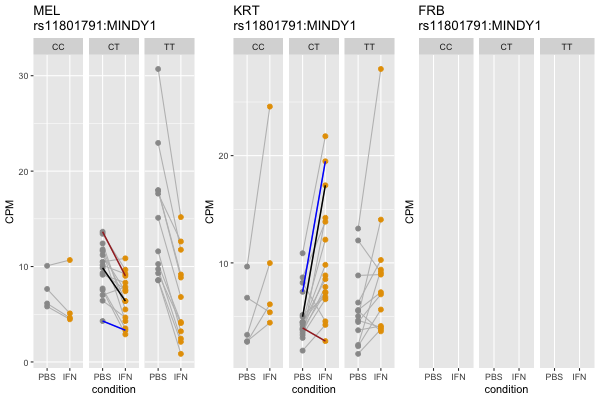 MEL
rs11801791:MINDY1
CC CT TT
CPM
30
20
10
0
PBS IFN PBS IFN PBS IFN
condition
KRT
rs11801791:MINDY1
CC CT TT
CPM
20
10
PBS IFN PBS IFN PBS IFN
condition
FRB
rs11801791:MINDY1
CC CT TT
CPM
PBS IFN PBS IFN PBS IFN
condition